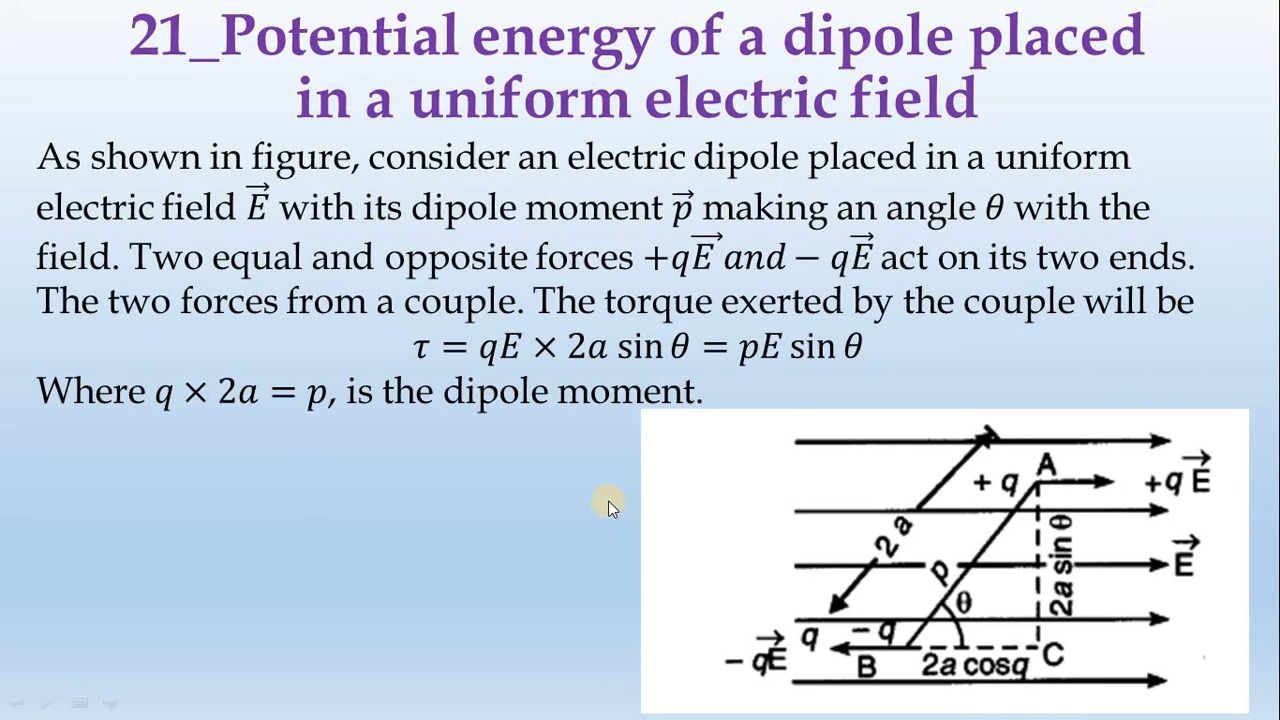 21_Potential energy of a dipole placed
in a uniform electric field
As shown in figure, consider an electric dipole placed in a uniform
electric field E⃗ with its dipole moment p⃗ making an angle θ with the
field. Two equal and opposite forces +qE⃗ and − qE⃗ act on its two ends.
The two forces from a couple. The torque exerted by the couple will be
τ = qE × 2a sin θ = pE sin θ
Where q × 2a = p, is the dipole moment.
A
+ q
+q E⃗
2 a
2a sin θ
E⃗
p
θ
q
− q
− qE⃗
B
2a cosq
C